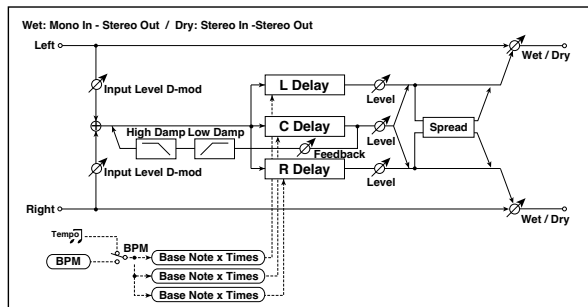 Wet: Mono In - Stereo Out / Dry: Stereo In -Stereo Out
Left
Wet / Dry
Input Level D-mod
L Delay
Level
High Damp Low Damp
C Delay
Level
Spread
Feedback
Input Level D-mod
R Delay
Level
Right
Wet / Dry
Tempo
BPM
BPM
Base Note x Times
Base Note x Times
Base Note x Times